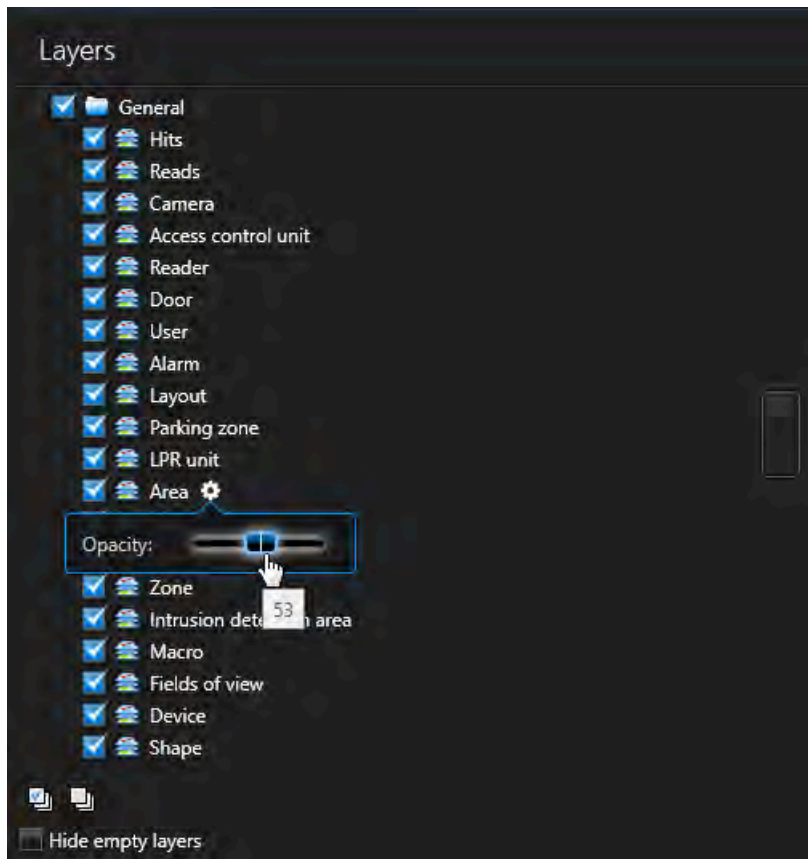 Layers
General
Hits
Reads
Camera
Access control unit
Reader
Door
User
Alarm
Layout
Parking zone
LPR unit
Area
Opacity:
Zone
53
Intrusion dete n area
Macro
Fields of view
Device
Shape
Hide empty layers